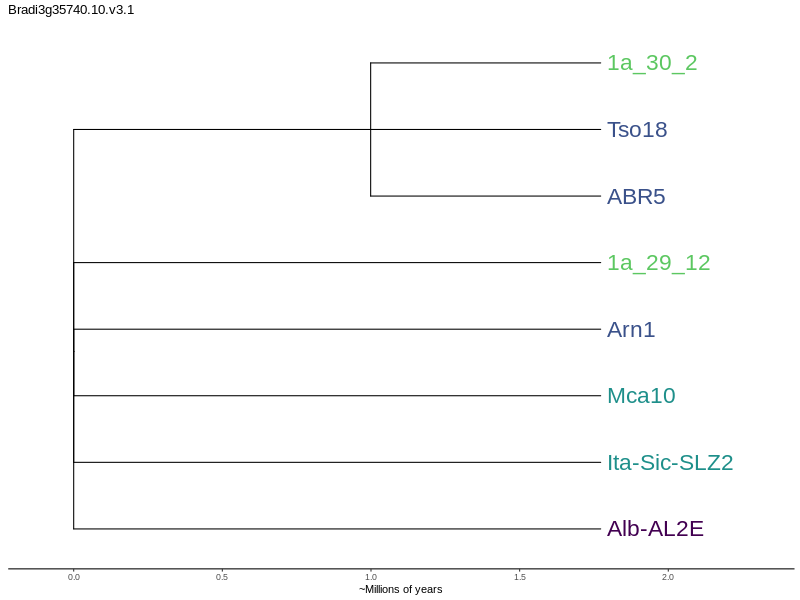 Bradi3g35740.10.v3.1
1a_30_2
Tso18
ABR5
1a_29_12
Arn1
Mca10
Ita-Sic-SLZ2
Alb-AL2E
0.0 0.5 1.0 1.5 2.0
~Millions of years